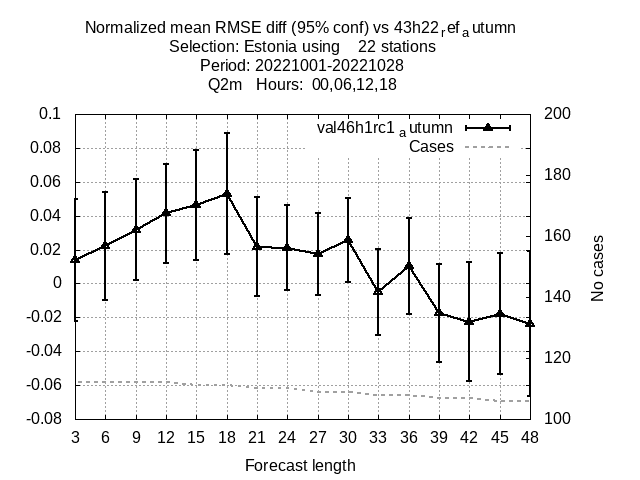 Normalized mean RMSE diff (95% conf) vs 43h22refautumn
Selection: Estonia using 22 stations
Period: 20221001-20221028
Q2m Hours: 00,06,12,18
val46h1rc1autumn
Cases
0.1
0.08
0.06
0.04
0.02
0
-0.02
-0.04
-0.06
-0.08
200
180
160
140
120
100
No cases
3 6 9 12 15 18 21 24 27 30 33 36 39 42 45 48
Forecast length